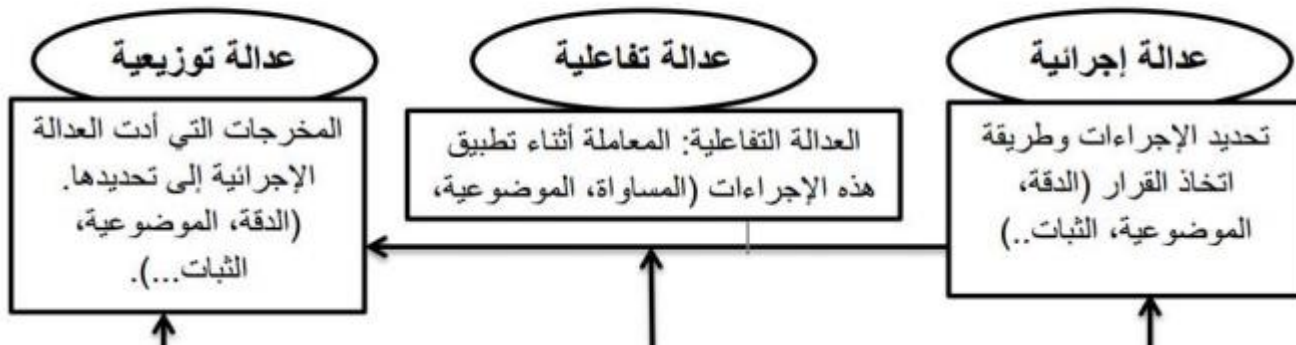 عدالة إجرائية
تحديد الإجراءات وطريقة
اتخاذ القرار (الدقة،
الموضوعية، الثبات..)
عدالة تفاعلية
العدالة التفاعلية: المعاملة أثناء تطبيق
هذه الإجراءات (المساواة، الموضوعية،
عدالة توزيعية
المخرجات التي أدت العدالة
الإجرائية إلى تحديدها.
(الدقة، الموضوعية،
الثبات...).